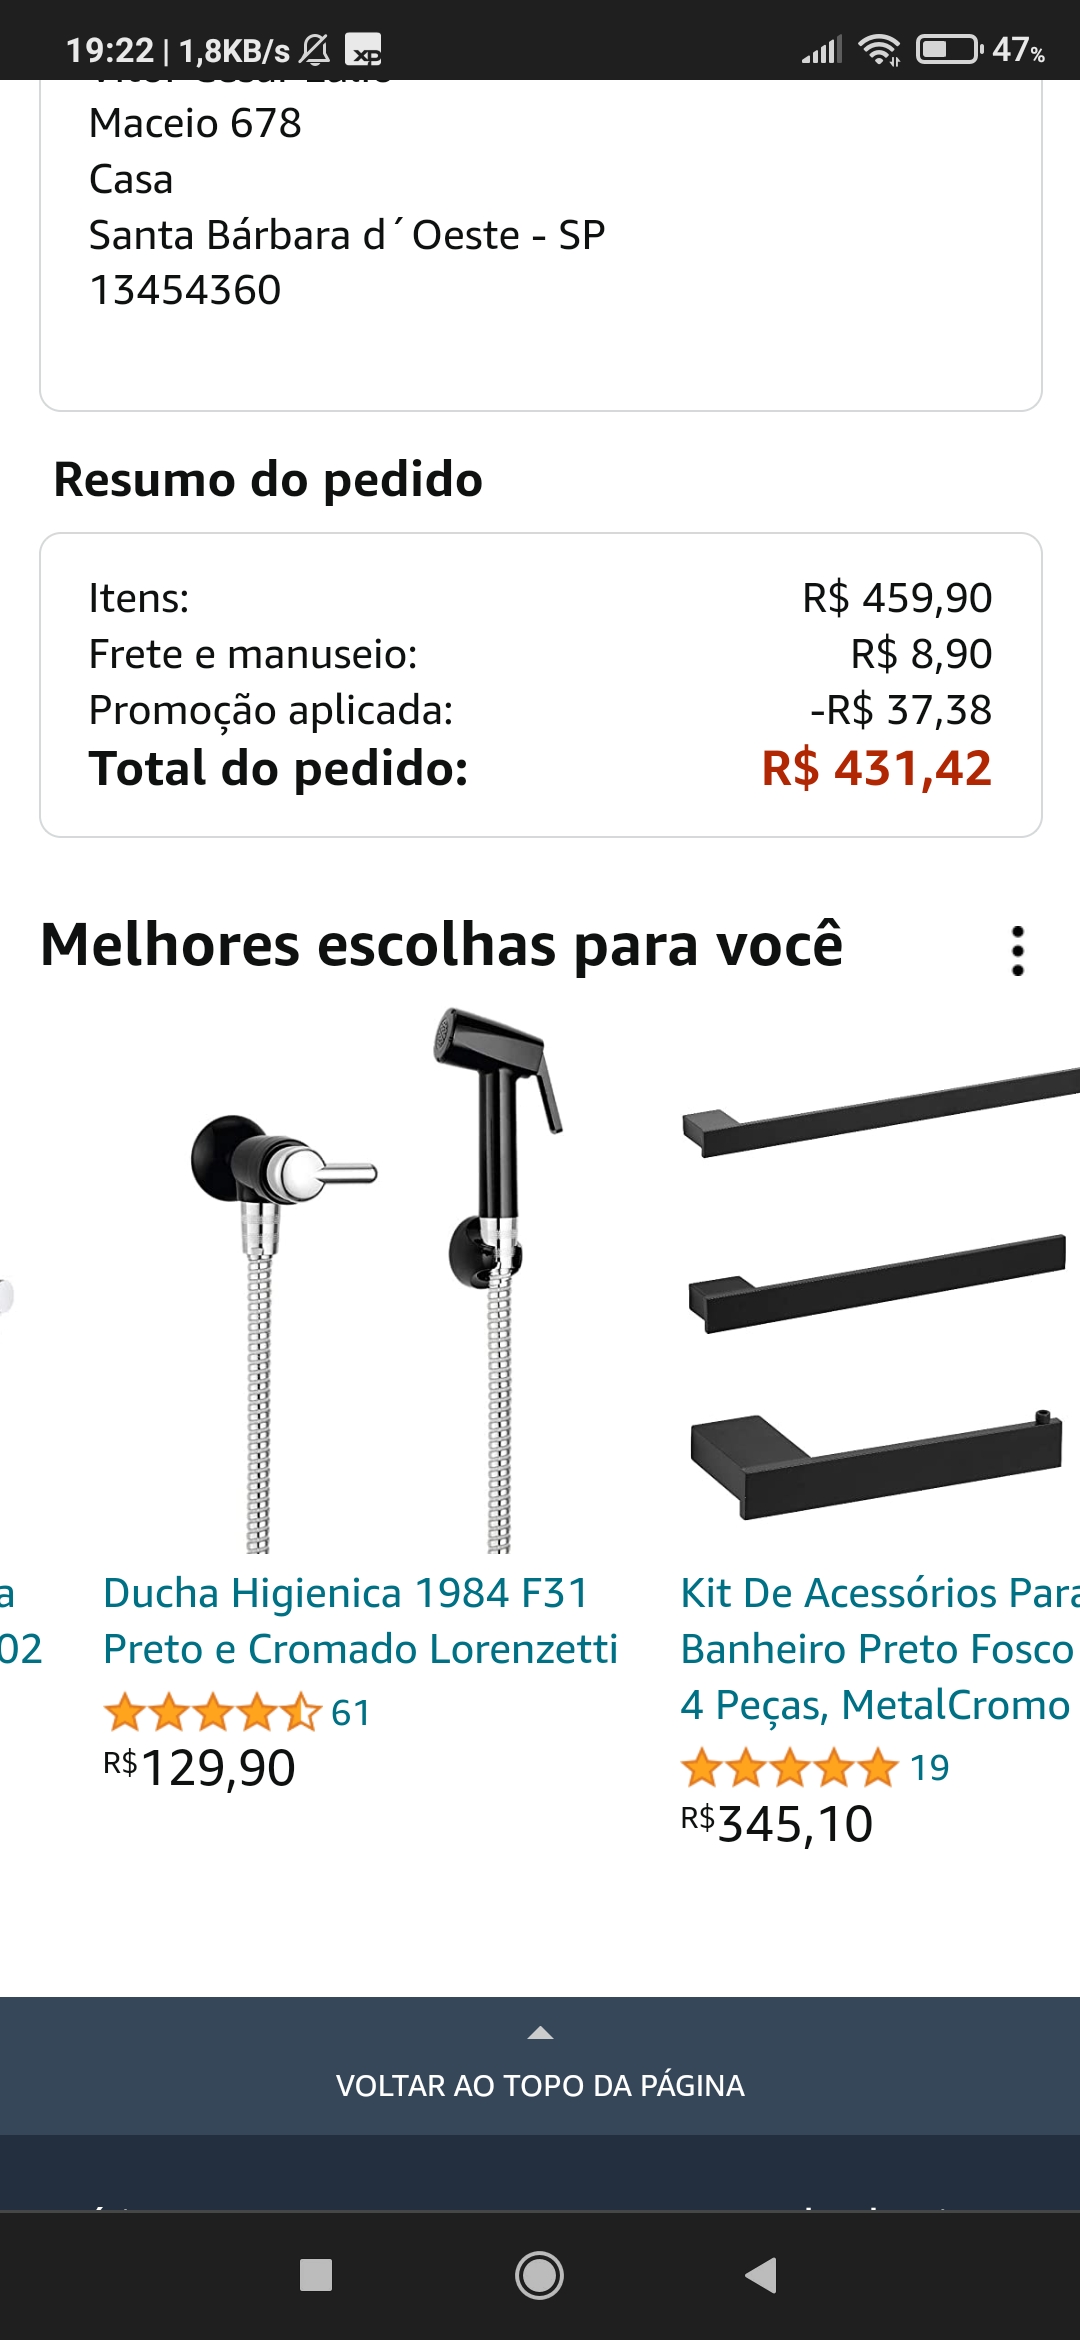 19:22 | 1,8KB/s
47%
Maceio 678
Casa
Santa Bárbara d´Oeste - SP
13454360
Resumo do pedido
Itens: R$ 459,90
Frete e manuseio: R$ 8,90
Promoção aplicada: -R$ 37,38
Total do pedido: R$ 431,42
Melhores escolhas para você
a
02
Ducha Higienica 1984 F31
Preto e Cromado Lorenzetti
61
R$129,90
Kit De Acessórios Para
Banheiro Preto Fosco
4 Peças, MetalCromo
19
R$345,10
VOLTAR AO TOPO DA PÁGINA